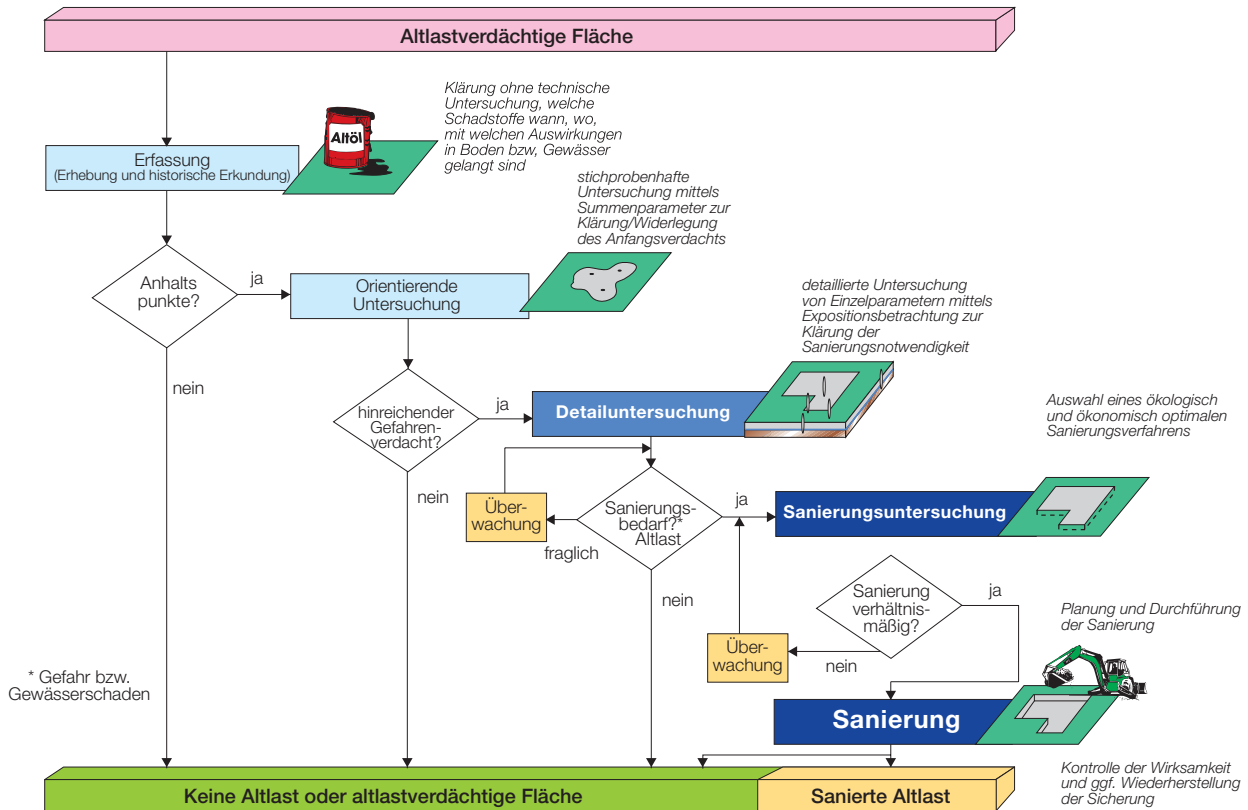 Altlastverdächtige Fläche
Klärung ohne technische
Untersuchung, welche
Schadstoffe wann, wo,
mit welchen Auswirkungen
in Boden bzw, Gewässer
gelangt sind
Altöl
Erfassung
(Erhebung und historische Erkundung)
stichprobenhafte
Untersuchung mittels
Summenparameter zur
Klärung/Widerlegung
des Anfangsverdachts
Anhalts
punkte?
ja
Orientierende
Untersuchung
nein
detaillierte Untersuchung
von Einzelparametern mittels
Expositionsbetrachtung zur
Klärung der
Sanierungsnotwendigkeit
hinreichender
Gefahren-
verdacht?
ja
Detailuntersuchung
nein
Auswahl eines ökologisch
und ökonomisch optimalen
Sanierungsverfahrens
Über-
wachung
fraglich
Sanierungs-
bedarf?*
Altlast
ja
Sanierungsuntersuchung
nein
Sanierung
verhältnis-
mäßig?
ja
nein
Über-
wachung
Planung und Durchführung
der Sanierung
* Gefahr bzw.
Gewässerschaden
Sanierung
Keine Altlast oder altlastverdächtige Fläche
Sanierte Altlast
Kontrolle der Wirksamkeit
und ggf. Wiederherstellung
der Sicherung